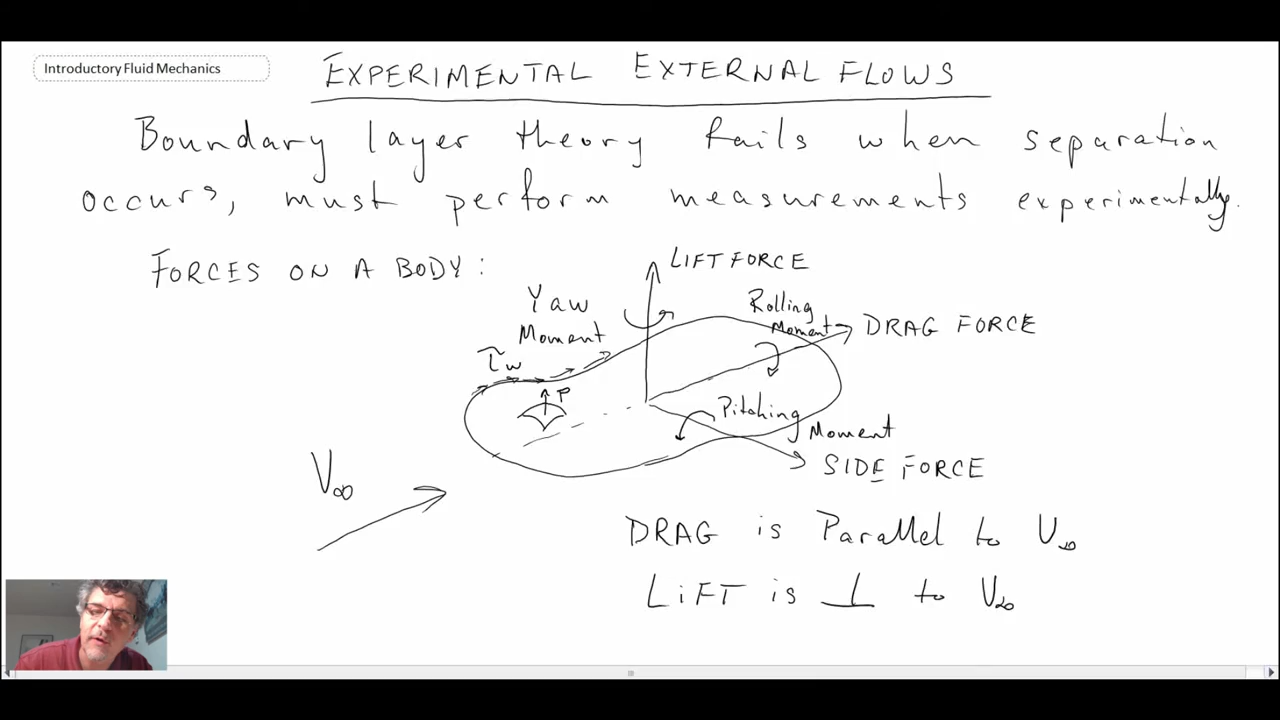 Introductory Fluid Mechanics
EXPERIMENTAL EXTERNAL FLOWS
Boundary layer theory fails when separation
occurs, must perform measurements experimentally.
FORCES ON A BODY:
LIFT FORCE
Yaw
Moment
Rolling
Moment
DRAG FORCE
τw
P
Pitching
Moment
SIDE FORCE
V∞
DRAG is Parallel to V∞
LiFT is ⊥ to V∞